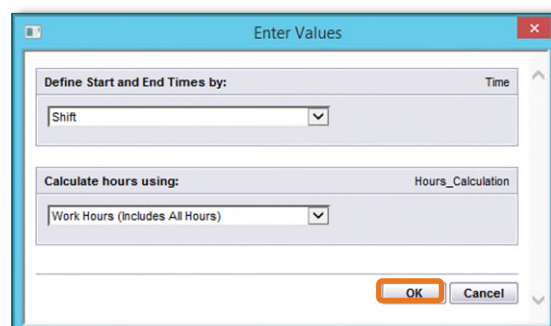 Enter Values
Define Start and End Times by: Time
Shift
Calculate hours using: Hours_Calculation
Work Hours (Includes All Hours)
OK Cancel